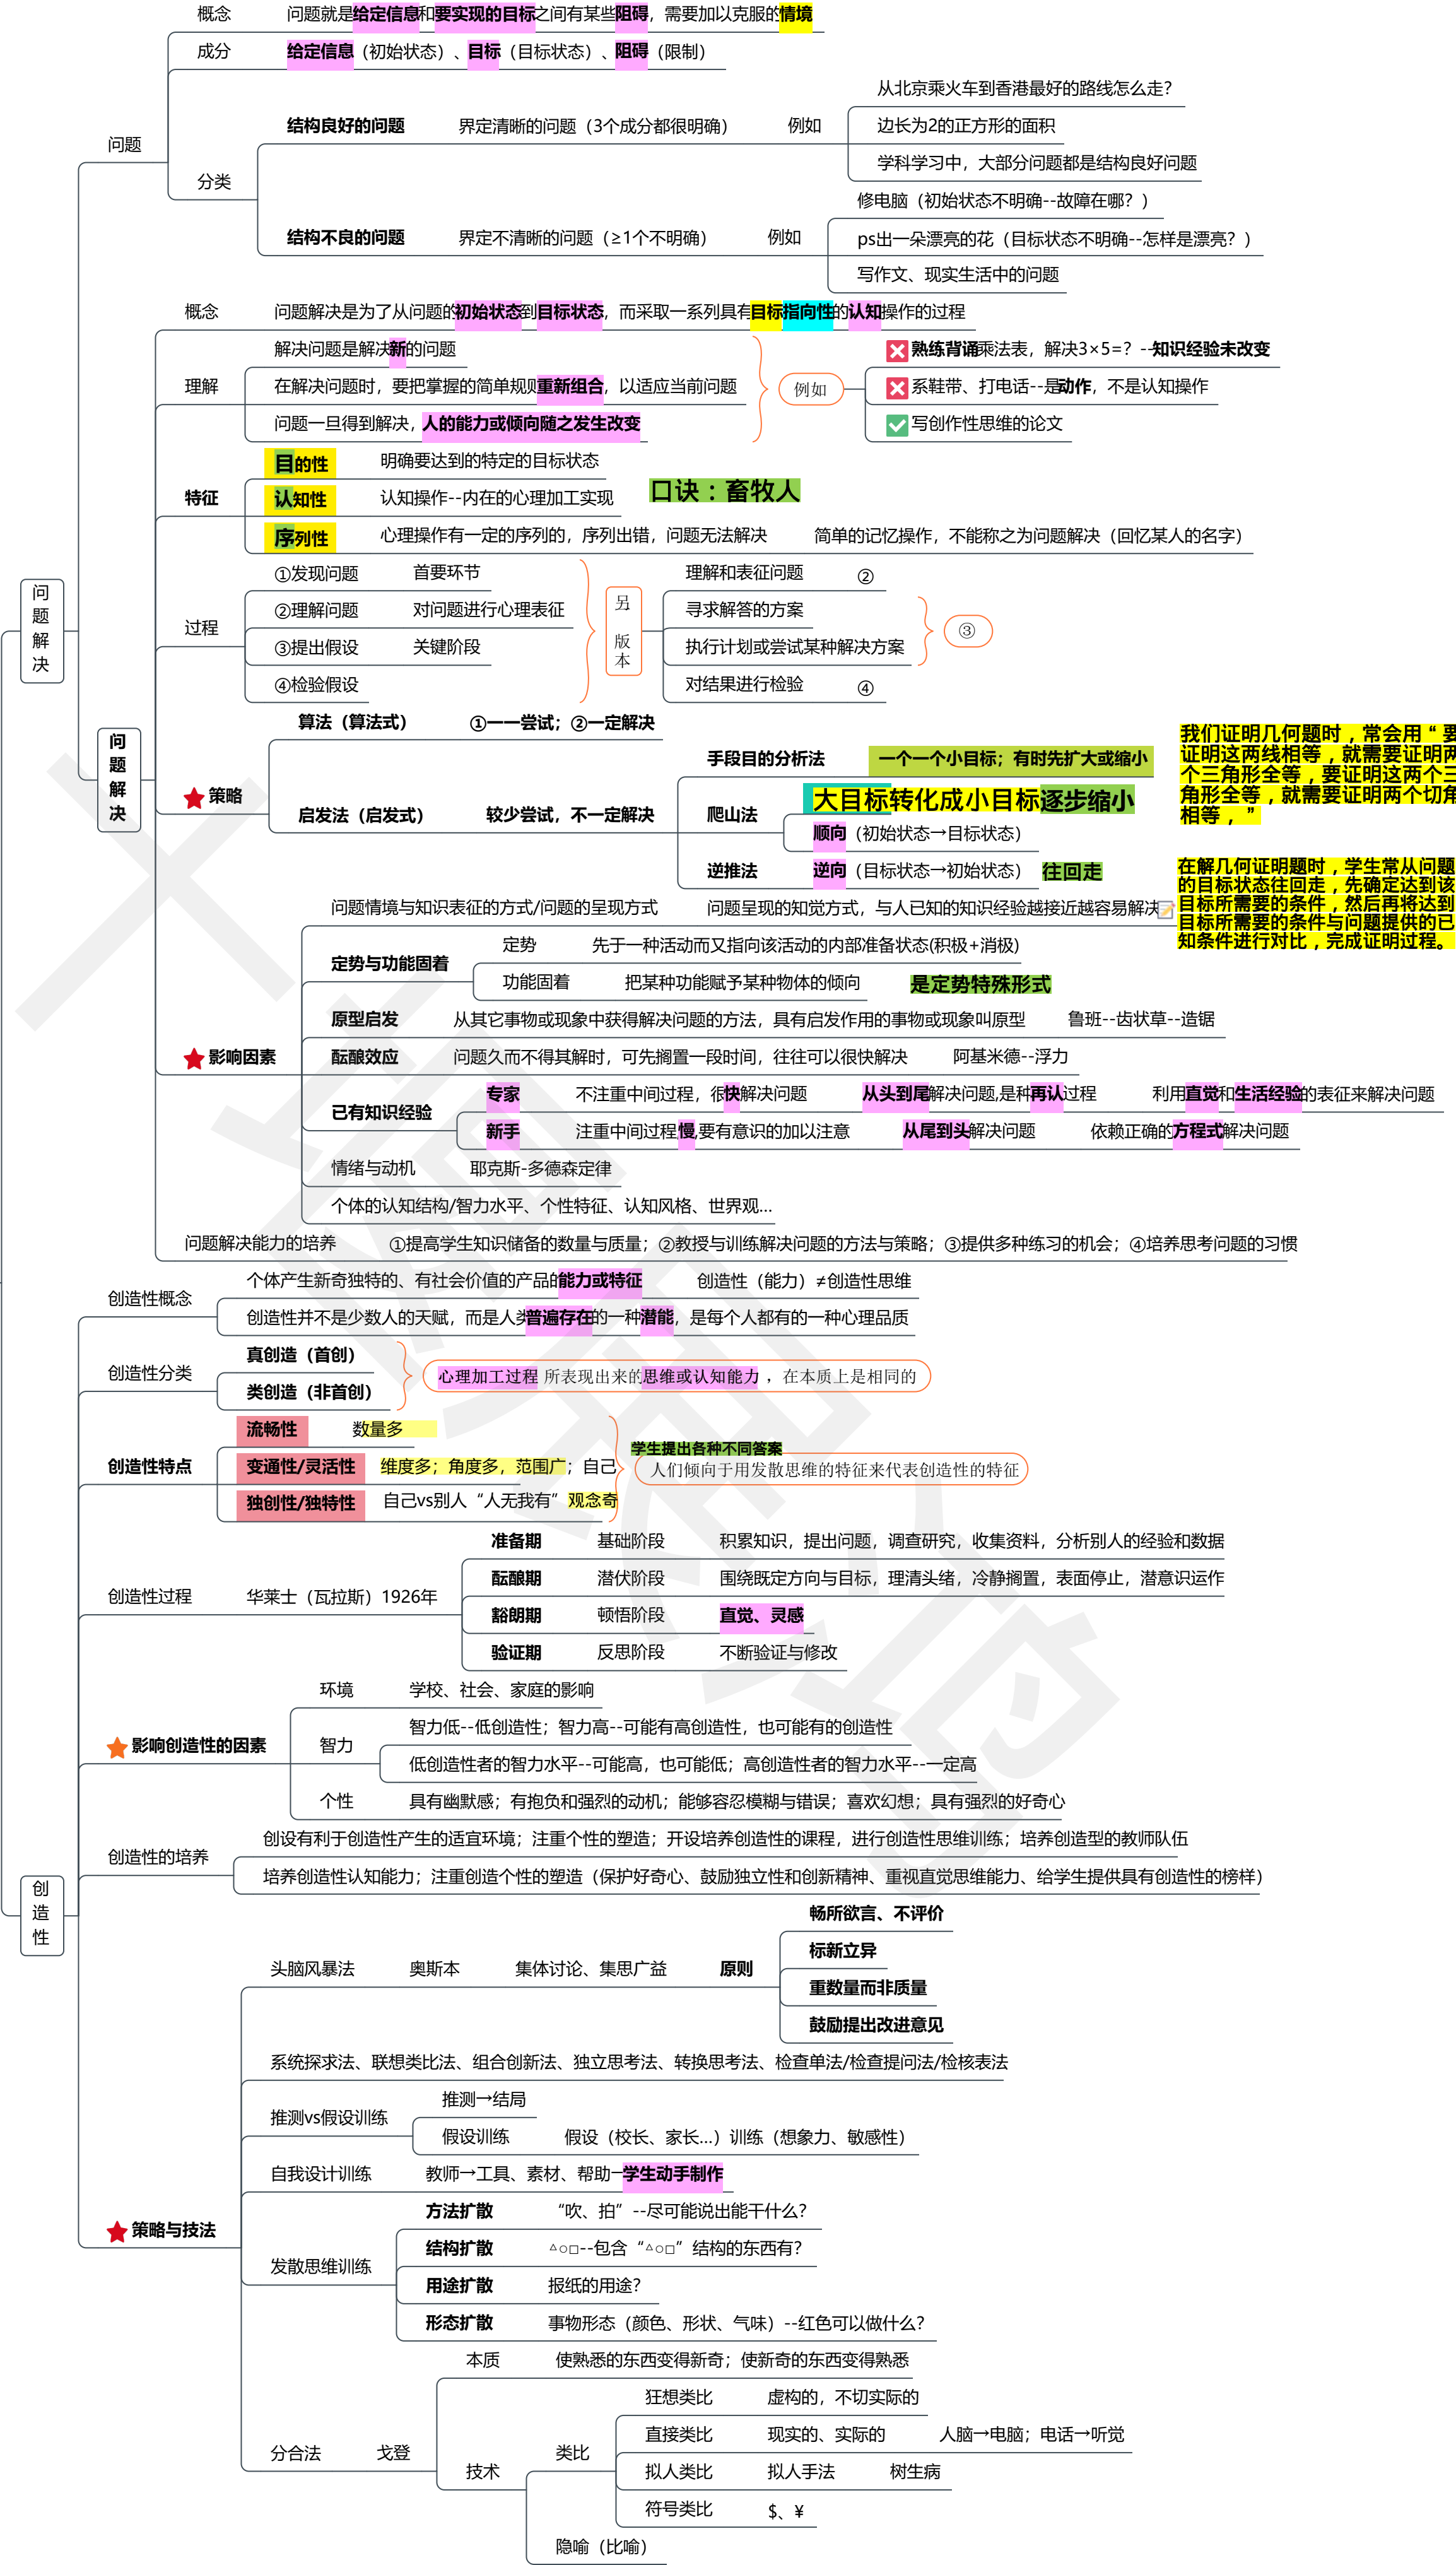 概念 问题就是给定信息和要实现的目标之间有某些阻碍，需要加以克服的情境
成分 给定信息（初始状态）、目标（目标状态）、阻碍（限制）
从北京乘火车到香港最好的路线怎么走？
结构良好的问题 界定清晰的问题（3个成分都很明确） 例如 边长为2的正方形的面积
问题
学科学习中，大部分问题都是结构良好问题
分类
修电脑（初始状态不明确--故障在哪？）
结构不良的问题 界定不清晰的问题（≥1个不明确） 例如 ps出一朵漂亮的花（目标状态不明确--怎样是漂亮？）
写作文、现实生活中的问题
概念 问题解决是为了从问题的初始状态到目标状态，而采取一系列具有目标指向性的认知操作的过程
解决问题是解决新的问题
熟练背诵乘法表，解决3×5=？--知识经验未改变
理解 在解决问题时，要把掌握的简单规则重新组合，以适应当前问题 例如 系鞋带、打电话--是动作，不是认知操作
问题一旦得到解决，人的能力或倾向随之发生改变
写创作性思维的论文
目的性 明确要达到的特定的目标状态
特征 认知性 认知操作--内在的心理加工实现
口诀：畜牧人
序列性 心理操作有一定的序列的，序列出错，问题无法解决 简单的记忆操作，不能称之为问题解决（回忆某人的名字）
①发现问题 首要环节 理解和表征问题 ②
②理解问题 对问题进行心理表征 寻求解答的方案
过程 另 版本 ③
③提出假设 关键阶段 执行计划或尝试某种解决方案
④检验假设 对结果进行检验 ④
问题解决
算法（算法式） ①一一尝试；②一定解决
问题解决
手段目的分析法 一个一个小目标；有时先扩大或缩小
策略
启发法（启发式） 较少尝试，不一定解决 爬山法 大目标转化成小目标逐步缩小
顺向（初始状态→目标状态）
逆推法 逆向（目标状态→初始状态） 往回走
我们证明几何题时，常会用“要
证明这两线相等，就需要证明两
个三角形全等，要证明这两个三
角形全等，就需要证明两个切角
相等，”
在解几何证明题时，学生常从问题
的目标状态往回走，先确定达到该
目标所需要的条件，然后再将达到
目标所需要的条件与问题提供的已
知条件进行对比，完成证明过程。
问题情境与知识表征的方式/问题的呈现方式 问题呈现的知觉方式，与人已知的知识经验越接近越容易解决
定势 先于一种活动而又指向该活动的内部准备状态(积极+消极)
定势与功能固着
功能固着 把某种功能赋予某种物体的倾向 是定势特殊形式
原型启发 从其它事物或现象中获得解决问题的方法，具有启发作用的事物或现象叫原型 鲁班--齿状草--造锯
影响因素 酝酿效应 问题久而不得其解时，可先搁置一段时间，往往可以很快解决 阿基米德--浮力
专家 不注重中间过程，很快解决问题 从头到尾解决问题,是种再认过程 利用直觉和生活经验的表征来解决问题
已有知识经验
新手 注重中间过程慢,要有意识的加以注意 从尾到头解决问题 依赖正确的方程式解决问题
情绪与动机 耶克斯-多德森定律
个体的认知结构/智力水平、个性特征、认知风格、世界观...
问题解决能力的培养 ①提高学生知识储备的数量与质量；②教授与训练解决问题的方法与策略；③提供多种练习的机会；④培养思考问题的习惯
个体产生新奇独特的、有社会价值的产品的能力或特征 创造性（能力）≠创造性思维
创造性概念
创造性并不是少数人的天赋，而是人类普遍存在的一种潜能，是每个人都有的一种心理品质
真创造（首创）
创造性分类 心理加工过程 所表现出来的思维或认知能力，在本质上是相同的
类创造（非首创）
流畅性 数量多
学生提出各种不同答案
创造性特点 变通性/灵活性 维度多；角度多，范围广；自己 人们倾向于用发散思维的特征来代表创造性的特征
独创性/独特性 自己vs别人“人无我有” 观念奇
准备期 基础阶段 积累知识，提出问题，调查研究，收集资料，分析别人的经验和数据
酝酿期 潜伏阶段 围绕既定方向与目标，理清头绪，冷静搁置，表面停止，潜意识运作
创造性过程 华莱士（瓦拉斯）1926年
豁朗期 顿悟阶段 直觉、灵感
验证期 反思阶段 不断验证与修改
环境 学校、社会、家庭的影响
智力低--低创造性；智力高--可能有高创造性，也可能有的创造性
影响创造性的因素 智力
低创造性者的智力水平--可能高，也可能低；高创造性者的智力水平--一定高
个性 具有幽默感；有抱负和强烈的动机；能够容忍模糊与错误；喜欢幻想；具有强烈的好奇心
创设有利于创造性产生的适宜环境；注重个性的塑造；开设培养创造性的课程，进行创造性思维训练；培养创造型的教师队伍
创造性的培养
培养创造性认知能力；注重创造个性的塑造（保护好奇心、鼓励独立性和创新精神、重视直觉思维能力、给学生提供具有创造性的榜样）
创造性
畅所欲言、不评价
标新立异
头脑风暴法 奥斯本 集体讨论、集思广益 原则
重数量而非质量
鼓励提出改进意见
系统探求法、联想类比法、组合创新法、独立思考法、转换思考法、检查单法/检查提问法/检核表法
推测→结局
推测vs假设训练
假设训练 假设（校长、家长...）训练（想象力、敏感性）
自我设计训练 教师→工具、素材、帮助—学生动手制作
策略与技法
方法扩散 “吹、拍”--尽可能说出能干什么？
结构扩散 △○□--包含“△○□”结构的东西有？
发散思维训练
用途扩散 报纸的用途？
形态扩散 事物形态（颜色、形状、气味）--红色可以做什么？
本质 使熟悉的东西变得新奇；使新奇的东西变得熟悉
狂想类比 虚构的，不切实际的
直接类比 现实的、实际的 人脑→电脑；电话→听觉
分合法 戈登 类比
技术 拟人类比 拟人手法 树生病
符号类比 $、¥
隐喻（比喻）